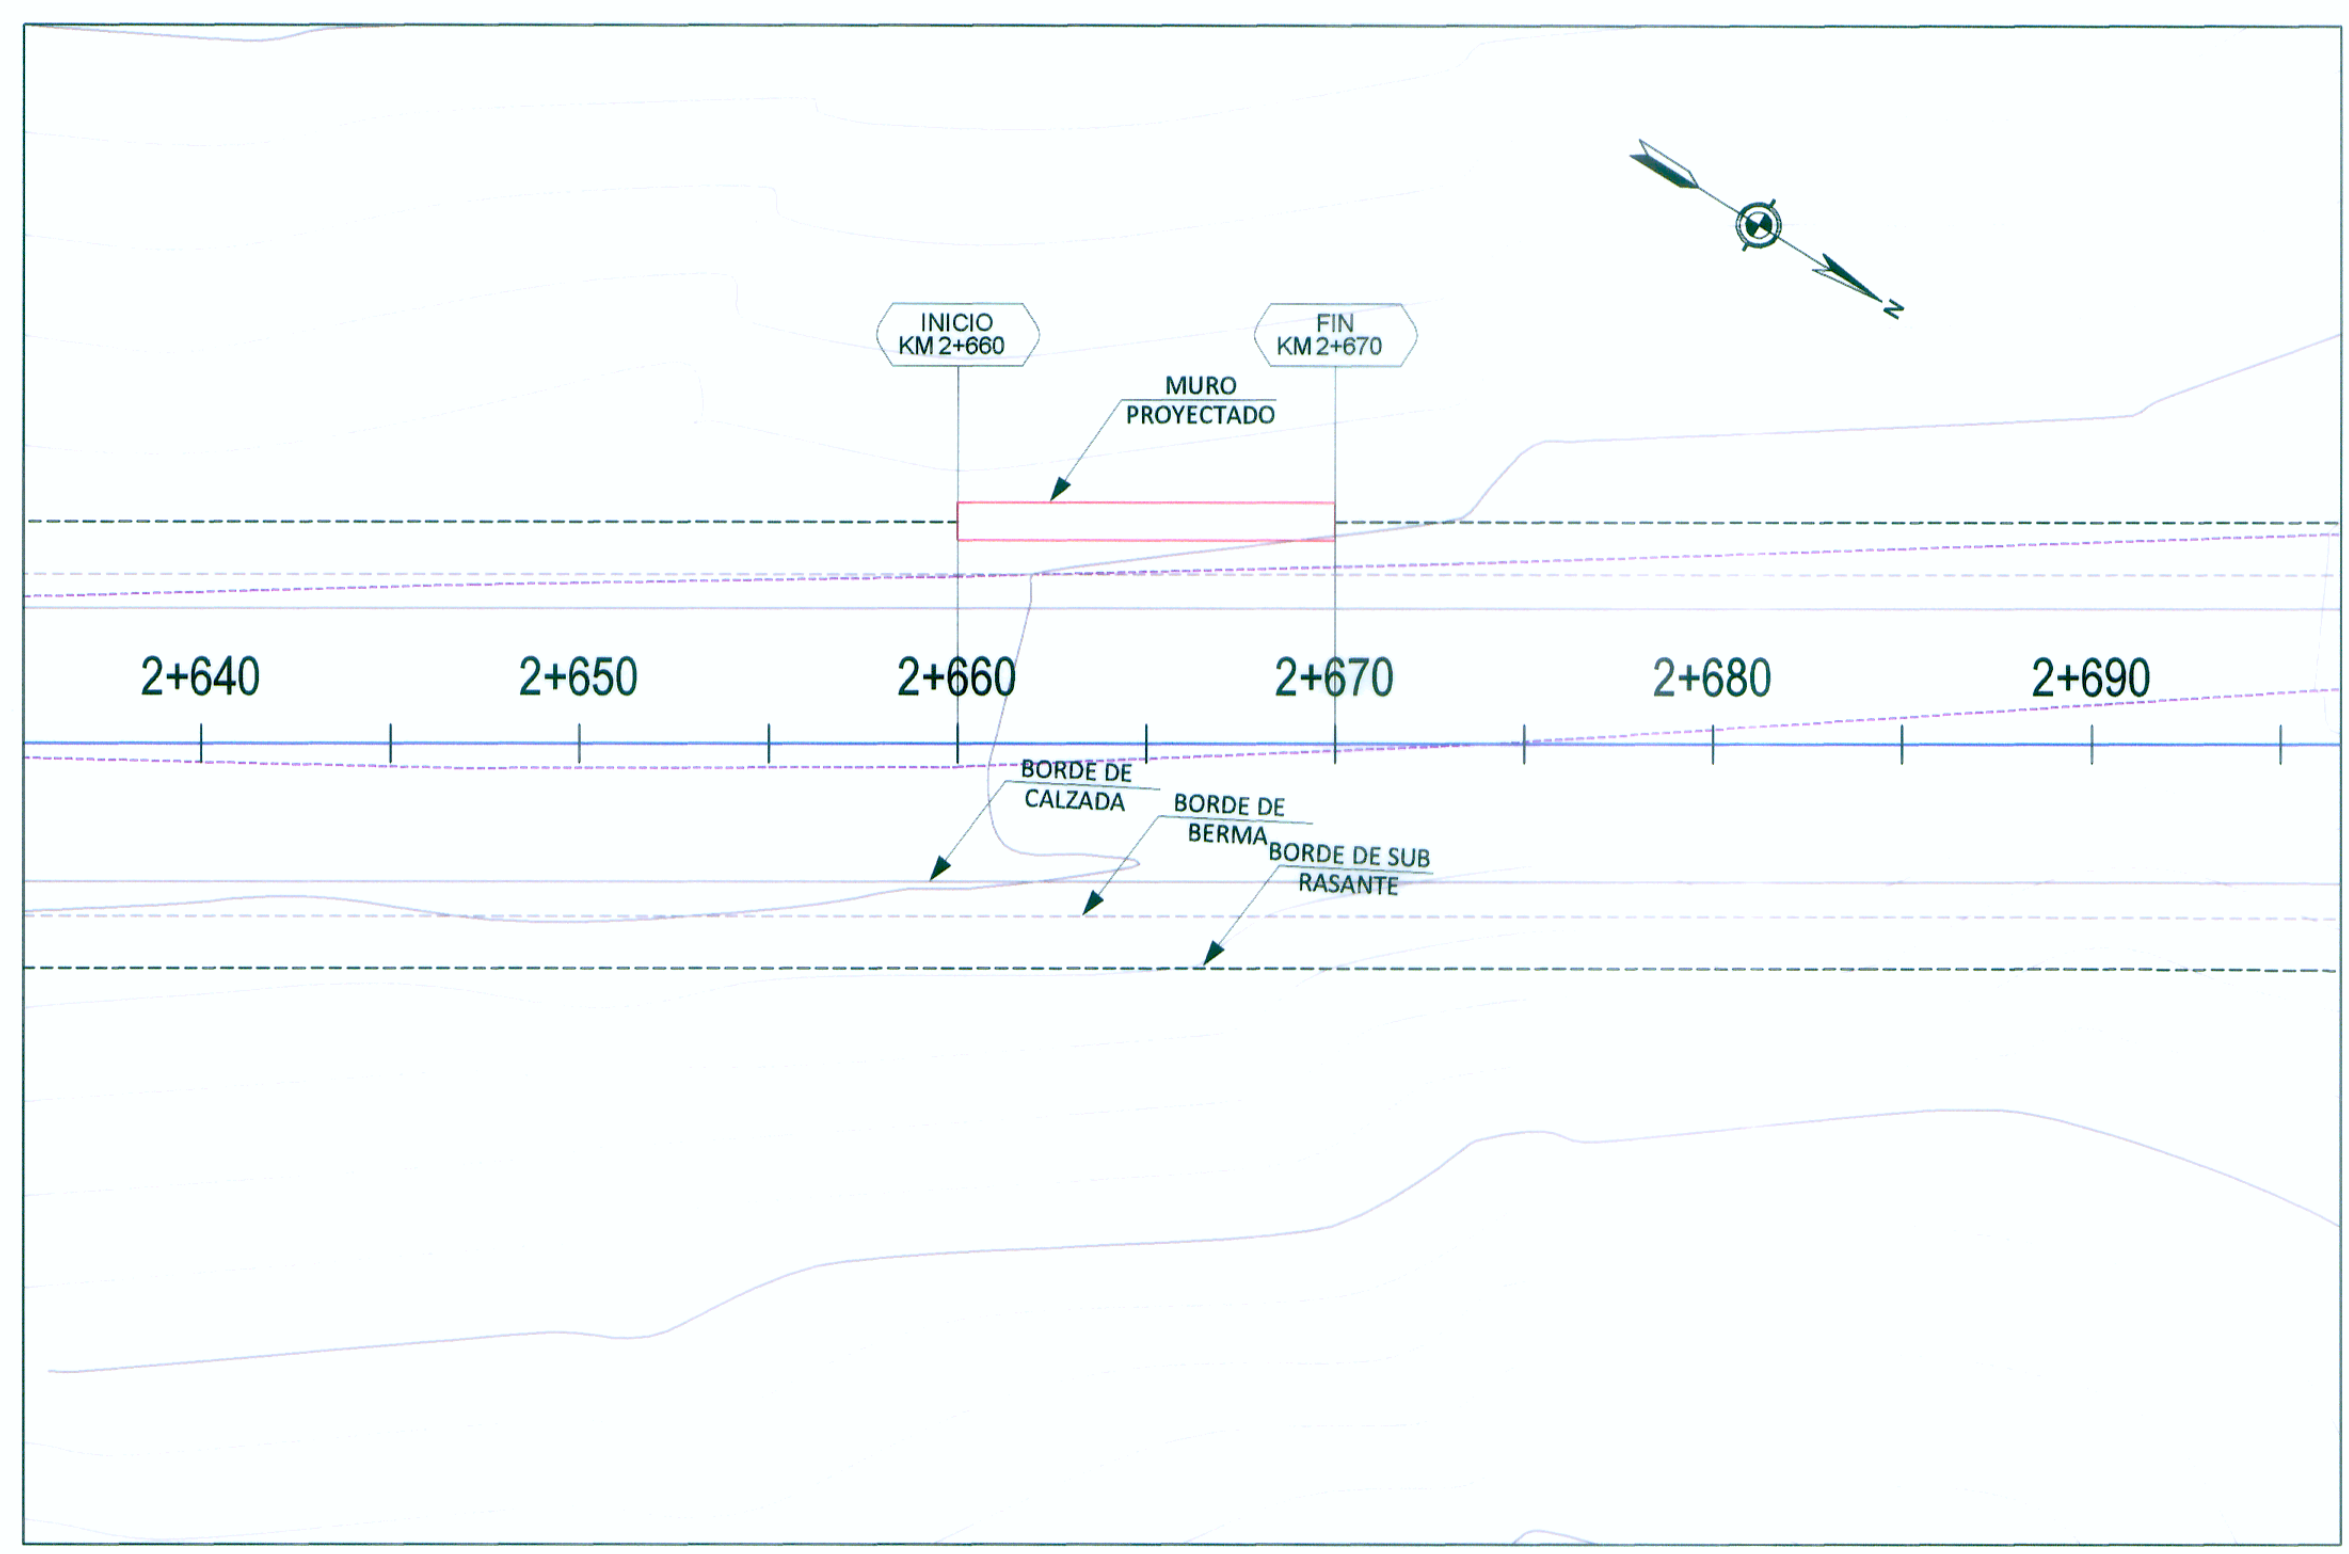 N
INICIO
KM 2+660
FIN
KM 2+670
MURO
PROYECTADO
2+640
2+650
2+660
2+670
2+680
2+690
BORDE DE
CALZADA
BORDE DE
BERMA
BORDE DE SUB
RASANTE